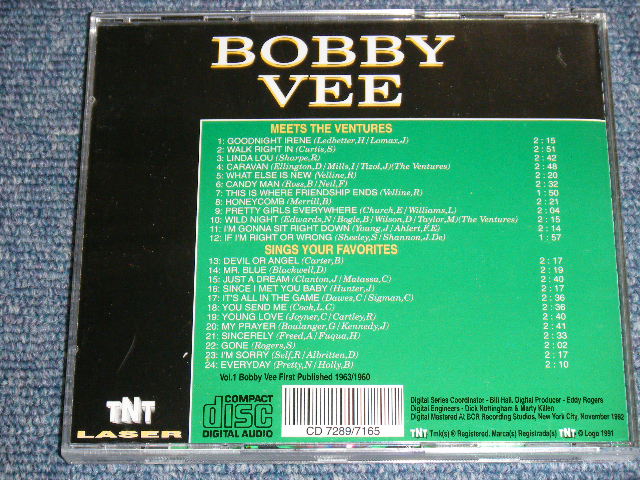 BOBBY
VEE
MEETS THE VENTURES
1: GOODNIGHT IRENE (Ledbetter,H/Lomax,J) 2 : 15
2: WALK RIGHT IN (Curtis,S) 2 : 51
3: LINDA LOU (Sharpe,R) 2 : 42
4: CARAVAN (Ellington,D/Mills,I/Tizol,J)(The Ventures) 2 : 48
5: WHAT ELSE IS NEW (Velline,R) 2 : 20
6: CANDY MAN (Ross,B/Neil,F) 2 : 32
7: THIS IS WHERE FRIENDSHIP ENDS (Velline,R) 1 : 50
8: HONEYCOMB (Merrill,B) 2 : 21
9: PRETTY GIRLS EVERYWHERE (Church,E/Williams,L) 2 : 04
10: WILD NIGHT (Edwards,N/Bogle,B/Wilson,D/Taylor,M)(The Ventures) 2 : 15
11: I'M GONNA SIT RIGHT DOWN (Young,J/Ahlert,F.E) 2 : 14
12: IF I'M RIGHT OR WRONG (Sheeley,S/Shannon,J.De) 1 : 57
SINGS YOUR FAVORITES
13: DEVIL OR ANGEL (Carter,B) 2 : 17
14: MR. BLUE (Blackwell,D) 2 : 19
15: JUST A DREAM (Clanton,J/Matassa,C) 2 : 40
16: SINCE I MET YOU BABY (Hunter,J) 2 : 17
17: IT'S ALL IN THE GAME (Dawes,C/Sigman,C) 2 : 36
18: YOU SEND ME (Cook,L.C) 2 : 36
19: YOUNG LOVE (Joyner,C/Cartley,R) 2 : 40
20: MY PRAYER (Boulanger,G/Kennedy,J) 2 : 41
21: SINCERELY (Freed,A/Fuqua,H) 2 : 33
22: GONE (Rogers,S) 2 : 02
23: I'M SORRY (Self,R/Albritten,D) 2 : 17
24: EVERYDAY (Pretty,N/Holly,B) 2 : 10
Vol.1 Bobby Vee First Published 1963/1960
TNT
LASER
COMPACT
disc
DIGITAL AUDIO
CD 7289/7165
Digital Series Coordinator - Bill Hall. Digital Producer - Eddy Rogers
Digital Engineers - Dick Nottingham & Marty Killen
Digital Mastered At BCR Recording Studios, New York City, November 1992
TNT Tmk(s)® Registered. Marca(s) Registrada(s) TNT © Logo 1991